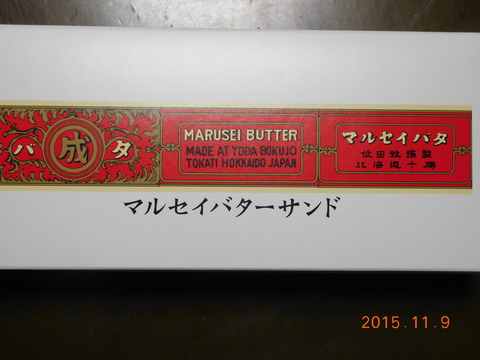 バ 成 タ
MARUSEI BUTTER
MADE AT YODA BOKUJO
TOKATI HOKKAIDO JAPAN
マルセイバタ
依田牧場製
北海道十勝
マルセイバターサンド
2015.11.9